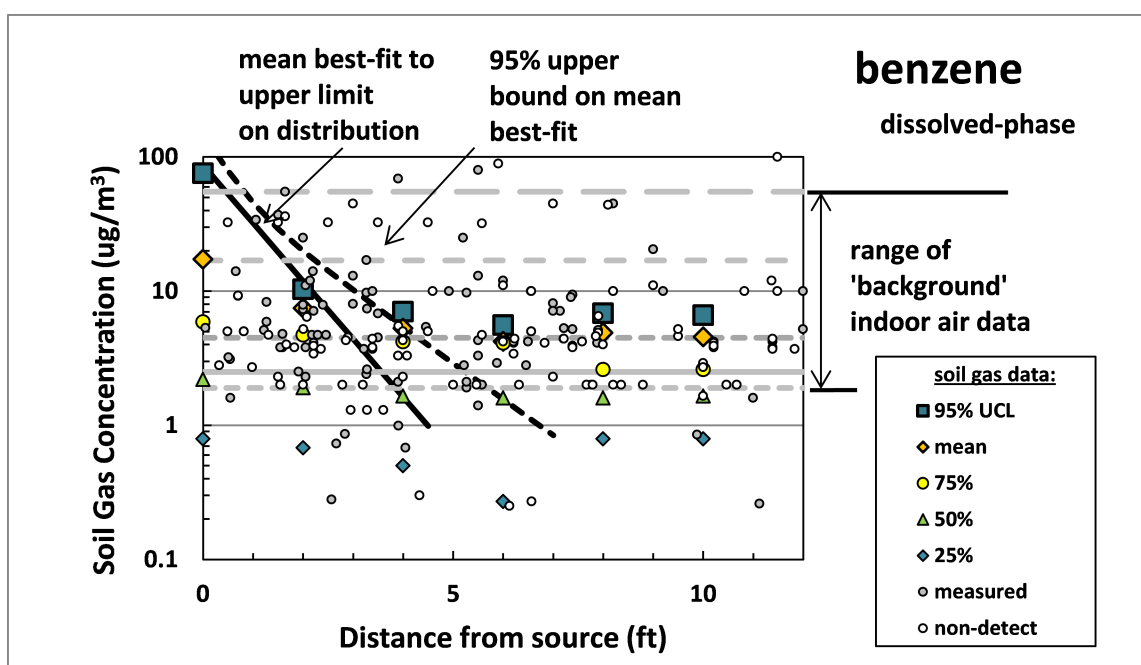 mean best-fit to
upper limit
on distribution
95% upper
bound on mean
best-fit
benzene
dissolved-phase
100
10
1
0.1
Soil Gas Concentration (ug/m³)
0
5
10
Distance from source (ft)
range of
'background'
indoor air data
soil gas data:
95% UCL
mean
75%
50%
25%
measured
non-detect